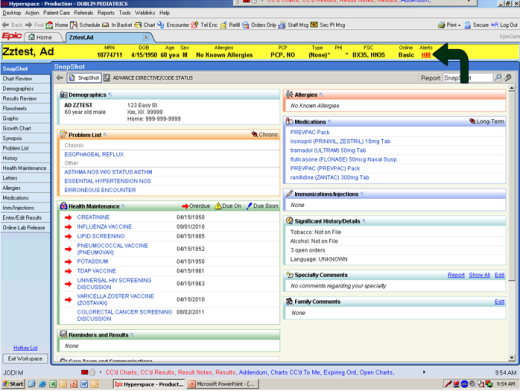 Hyperspace - Production - DUBLIN PEDIATRICS
Addendum,
Desktop Action Patient Care Referrals Reports Tools Webblinks Help
Back Fwd Home Schedule In Basket Chart Encounter Tel Enc Refill Orders Only Staff Msg Sec Pt Msg Print Secure Log Out
Epic Home Zztest,Ad EpicCare
Zztest, Ad
MRN DOB Age Sex Allergies PCP Type PHI FSC Online Alerts
18774711 4/15/1950 60 yea M No Known Allergies PCP, NO (None)* * BX35, HN35 Basic HM
SnapShot
SnapShot
Chart Review
Demographics
Results Review
Flowsheets
Graphs
Growth Chart
Synopsis
Problem List
History
Health Maintenance
Letters
Allergies
Medications
Imm/Injections
Enter/Edit Results
Online Lab Release
Hotkey List
Exit Workspace
SnapShot ADVANCE DIRECTIVE/CODE STATUS Report SnapShot
Demographics
AD ZZTEST 123 Easy St
60 year old male Xxx, XX 99999
Home: 999-999-9999
Problem List Chronic
Chronic
ESOPHAGEAL REFLUX
Other
ASTHMA NOS W/O STATUS ASTHM
ESSENTIAL HYPERTENSION NOS
ERRONEOUS ENCOUNTER
Health Maintenance Overdue Due On Due Soon
CREATININE 04/15/1950
INFLUENZA VACCINE 09/01/2010
LIPID SCREENING 04/15/1985
PNEUMOCOCCAL VACCINE 04/15/1952
(PNEUMOVAX)
POTASSIUM 04/15/1950
TDAP VACCINE 04/15/1961
UNIVERSAL HIV SCREENING 04/15/1963
DISCUSSION
VARICELLA ZOSTER VACCINE 04/15/2010
(ZOSTAVAX)
COLORECTAL CANCER SCREENING 08/02/2011
DISCUSSION
Reminders and Results
None
Care Team and Communications
Allergies
No Known Allergies
Medications Long-Term
PREVPAC Pack
lisinopril (PRINIVIL, ZESTRIL) 10mg Tab
tramadol (ULTRAM) 50mg Tab
fluticasone (FLONASE) 50mcg Nasal Susp
PREVPAC (PREVPAC) Pack
ranitidine (ZANTAC) 300mg Tab
Immunizations/Injections
None
Significant History/Details
Tobacco: Not on File
Alcohol: Not on File
3 open orders
Language: UNKNOWN
Specialty Comments Report Show All Edit
No comments regarding your specialty
Family Comments Edit
None
JODI M CC'd Charts, CC'd Results, Result Notes, Results, Addendum, Charts CC'd To Me, Expiring Ord, Open Charts, 9:54 AM
Start Hyperspace - Product... Microsoft PowerPoint - [... 9:54 AM